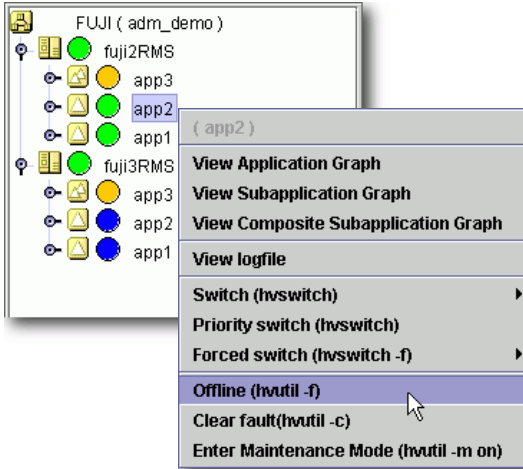 FUJI ( adm_demo )
fuji2RMS
app3
app2
app1
fuji3RMS
app3
app2
app1
( app2 )
View Application Graph
View Subapplication Graph
View Composite Subapplication Graph
View logfile
Switch (hvswitch)
Priority switch (hvswitch)
Forced switch (hvswitch -f)
Offline (hvutil -f)
Clear fault(hvutil -c)
Enter Maintenance Mode (hvutil -m on)